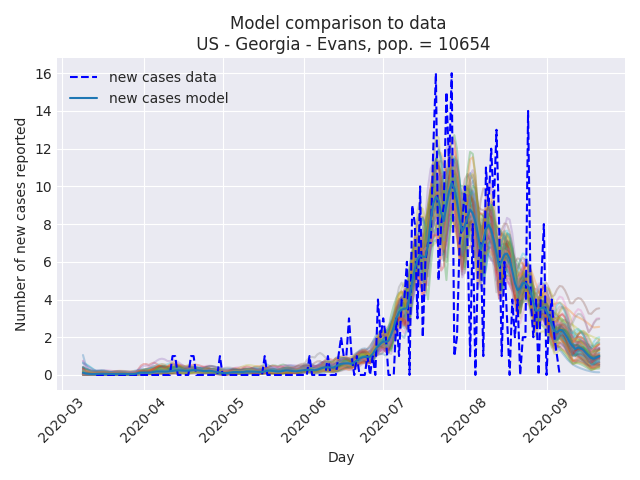 Model comparison to data
US - Georgia - Evans, pop. = 10654
new cases data
new cases model
Number of new cases reported
16
14
12
10
8
6
4
2
0
2020-03
2020-04
2020-05
2020-06
2020-07
2020-08
2020-09
Day